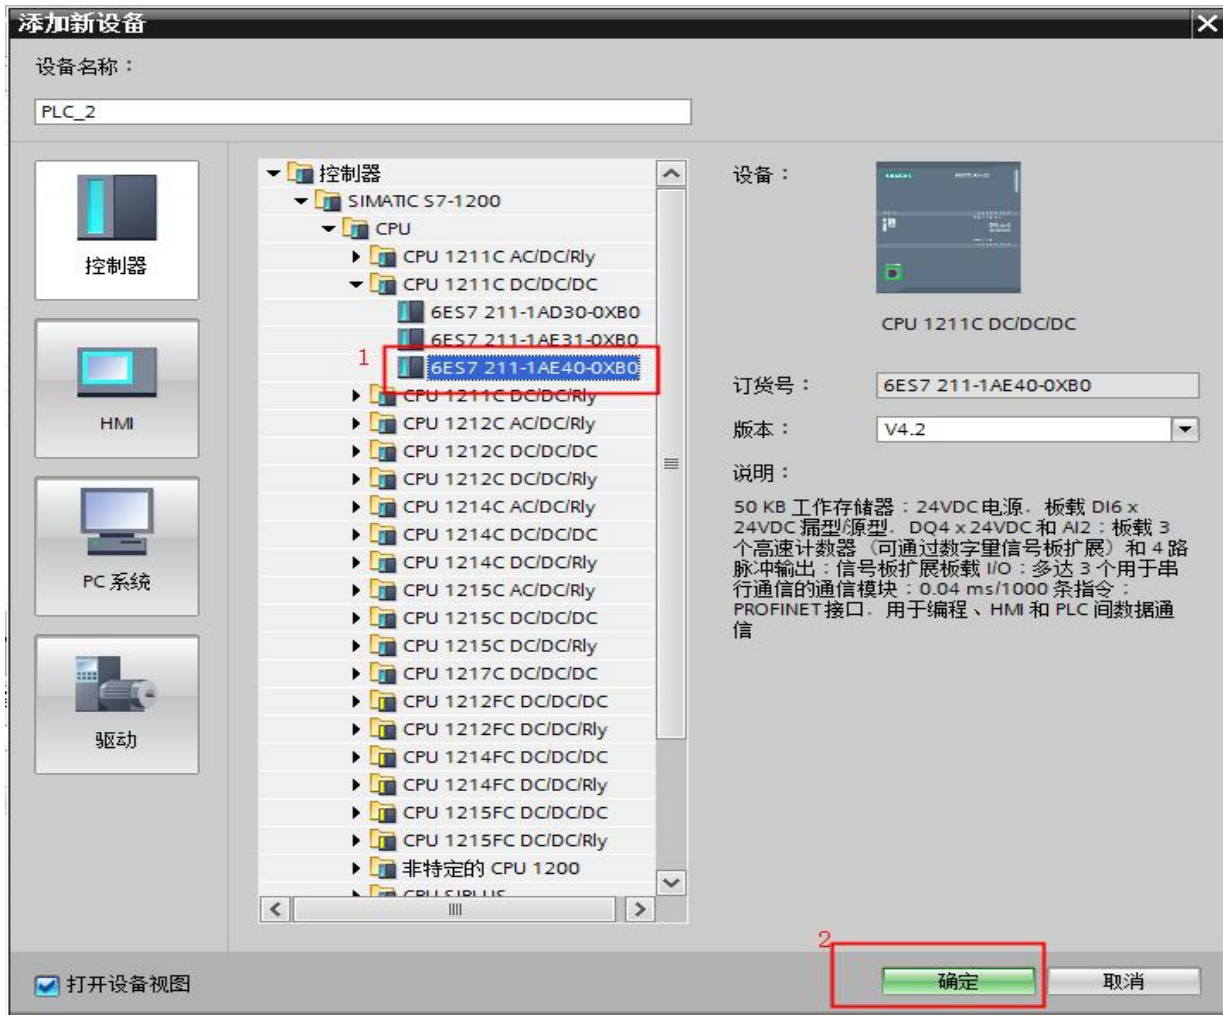 添加新设备
设备名称：
PLC_2
控制器
HMI
PC 系统
驱动
控制器
SIMATIC S7-1200
CPU
CPU 1211C AC/DC/Rly
CPU 1211C DC/DC/DC
6ES7 211-1AD30-0XB0
6ES7 211-1AE31-0XB0
1
6ES7 211-1AE40-0XB0
CPU 1211C DC/DC/Rly
CPU 1212C AC/DC/Rly
CPU 1212C DC/DC/DC
CPU 1212C DC/DC/Rly
CPU 1214C AC/DC/Rly
CPU 1214C DC/DC/DC
CPU 1214C DC/DC/Rly
CPU 1215C AC/DC/Rly
CPU 1215C DC/DC/DC
CPU 1215C DC/DC/Rly
CPU 1217C DC/DC/DC
CPU 1212FC DC/DC/DC
CPU 1212FC DC/DC/Rly
CPU 1214FC DC/DC/DC
CPU 1214FC DC/DC/Rly
CPU 1215FC DC/DC/DC
CPU 1215FC DC/DC/Rly
非特定的 CPU 1200
CPU SIPLUS
设备：
CPU 1211C DC/DC/DC
订货号：
6ES7 211-1AE40-0XB0
版本：
V4.2
说明：
50 KB 工作存储器；24VDC 电源，板载 DI6 x
24VDC 漏型/源型，DQ4 x 24VDC 和 AI2；板载 3
个高速计数器（可通过数字量信号板扩展）和 4 路
脉冲输出；信号板扩展板载 I/O；多达 3 个用于串
行通信的通信模块；0.04 ms/1000 条指令；
PROFINET 接口，用于编程、HMI 和 PLC 间数据通
信
打开设备视图
2
确定
取消